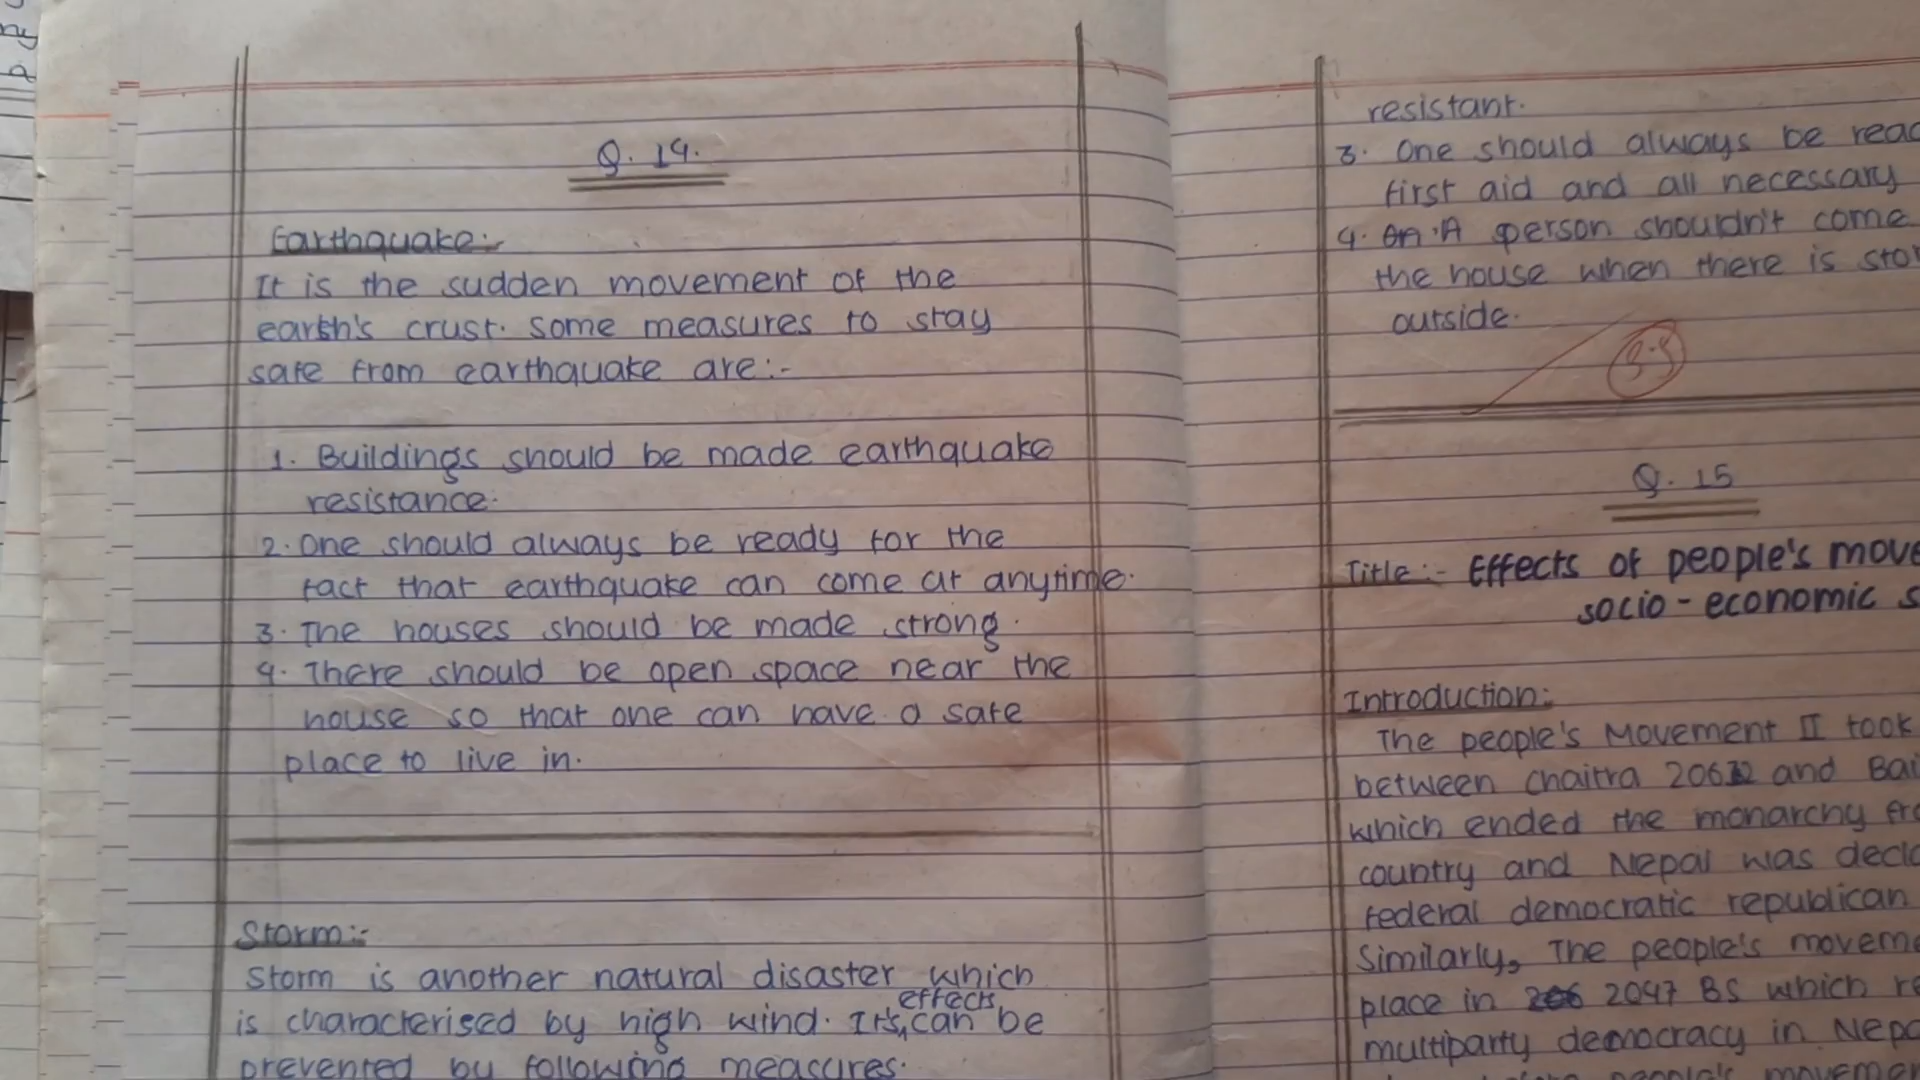 Q. 14.
Earthquake:-
It is the sudden movement of the
earth's crust. Some measures to stay
safe from earthquake are:-
1. Buildings should be made earthquake
resistance.
2. One should always be ready for the
fact that earthquake can come at anytime.
3. The houses should be made strong.
4. There should be open space near the
house so that one can have a safe
place to live in.
Storm:-
Storm is another natural disaster which
is characterised by high wind. It's effects can be
prevented by following measures.
resistant.
3. One should always be
first aid and all necessary
4. A person shouldn't come
the house when there is
outside.
Q. 15
Title:- Effects of people's
socio-economic
Introduction:
The people's Movement II took
between Chaitra and
which ended the monarchy
country and Nepal was
federal democratic republican
Similarly, The people's
place in 2047 BS which
multiparty democracy in
people's